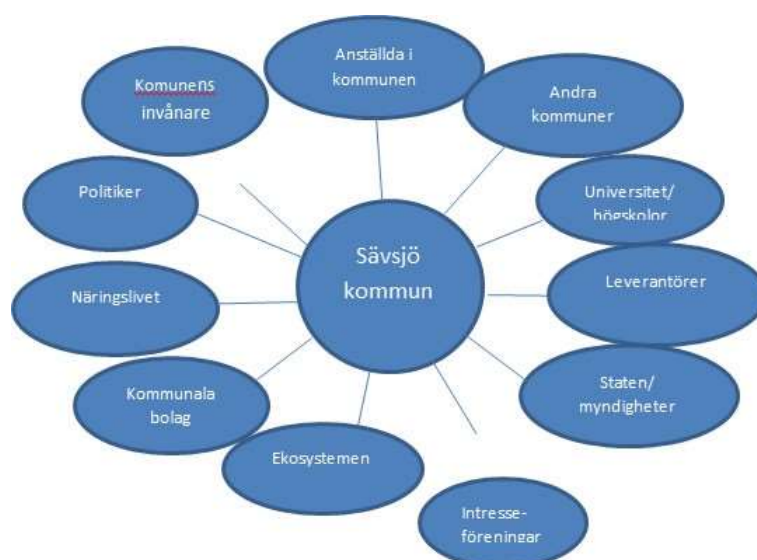 Anställda i
kommunen
Komunens
invånare
Andra
kommuner
Politiker
Universitet/
högskolor
Sävsjö
kommun
Näringslivet
Leverantörer
Kommunala
bolag
Staten/
myndigheter
Ekosystemen
Intresse-
föreningar